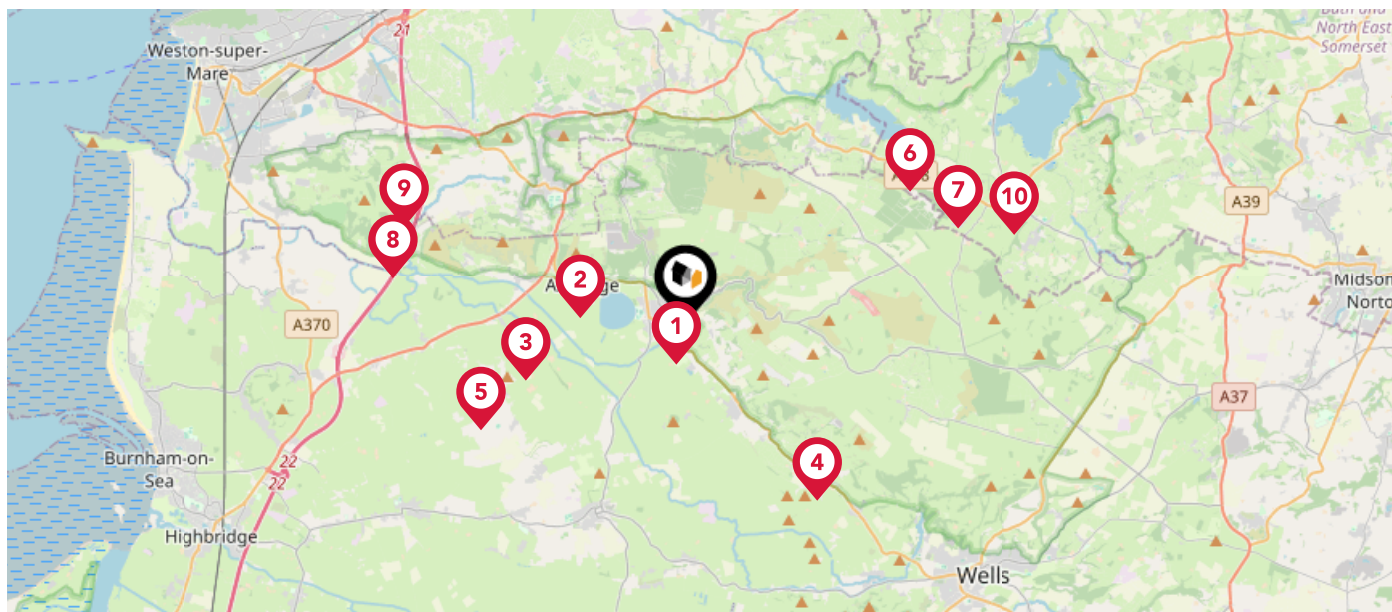 Bath and
North East
Somerset
21
Weston-super-
Mare
6
7
10
9
8
A39
2
1
3
5
A370
Midsom
Norto
A37
4
22
22
Burnham-on-
Sea
Highbridge
Wells